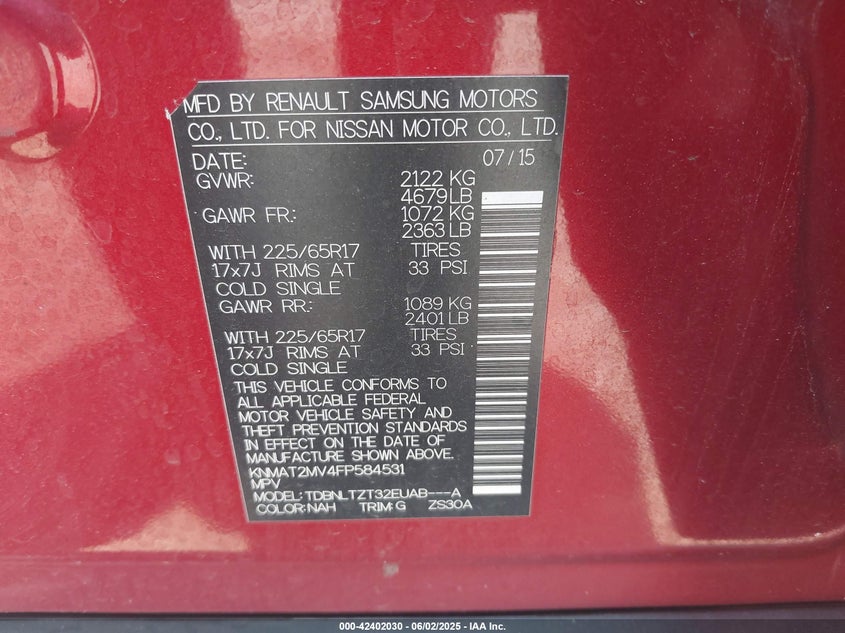 MFD BY RENAULT SAMSUNG MOTORS
CO., LTD. FOR NISSAN MOTOR CO., LTD.
DATE: 07/15
GVWR: 2122 KG
4679 LB
GAWR FR: 1072 KG
2363 LB
WITH 225/65R17 TIRES
17x7J RIMS AT 33 PSI
COLD SINGLE
GAWR RR: 1089 KG
2401 LB
WITH 225/65R17 TIRES
17x7J RIMS AT 33 PSI
COLD SINGLE
THIS VEHICLE CONFORMS TO
ALL APPLICABLE FEDERAL
MOTOR VEHICLE SAFETY AND
THEFT PREVENTION STANDARDS
IN EFFECT ON THE DATE OF
MANUFACTURE SHOWN ABOVE.
KNMAT2MV4FP584531
MPV
MODEL: TDBNLTZT32EUAB---A
COLOR: NAH TRIM: G ZS30A
000-42402030 - 06/02/2025 - IAA Inc.